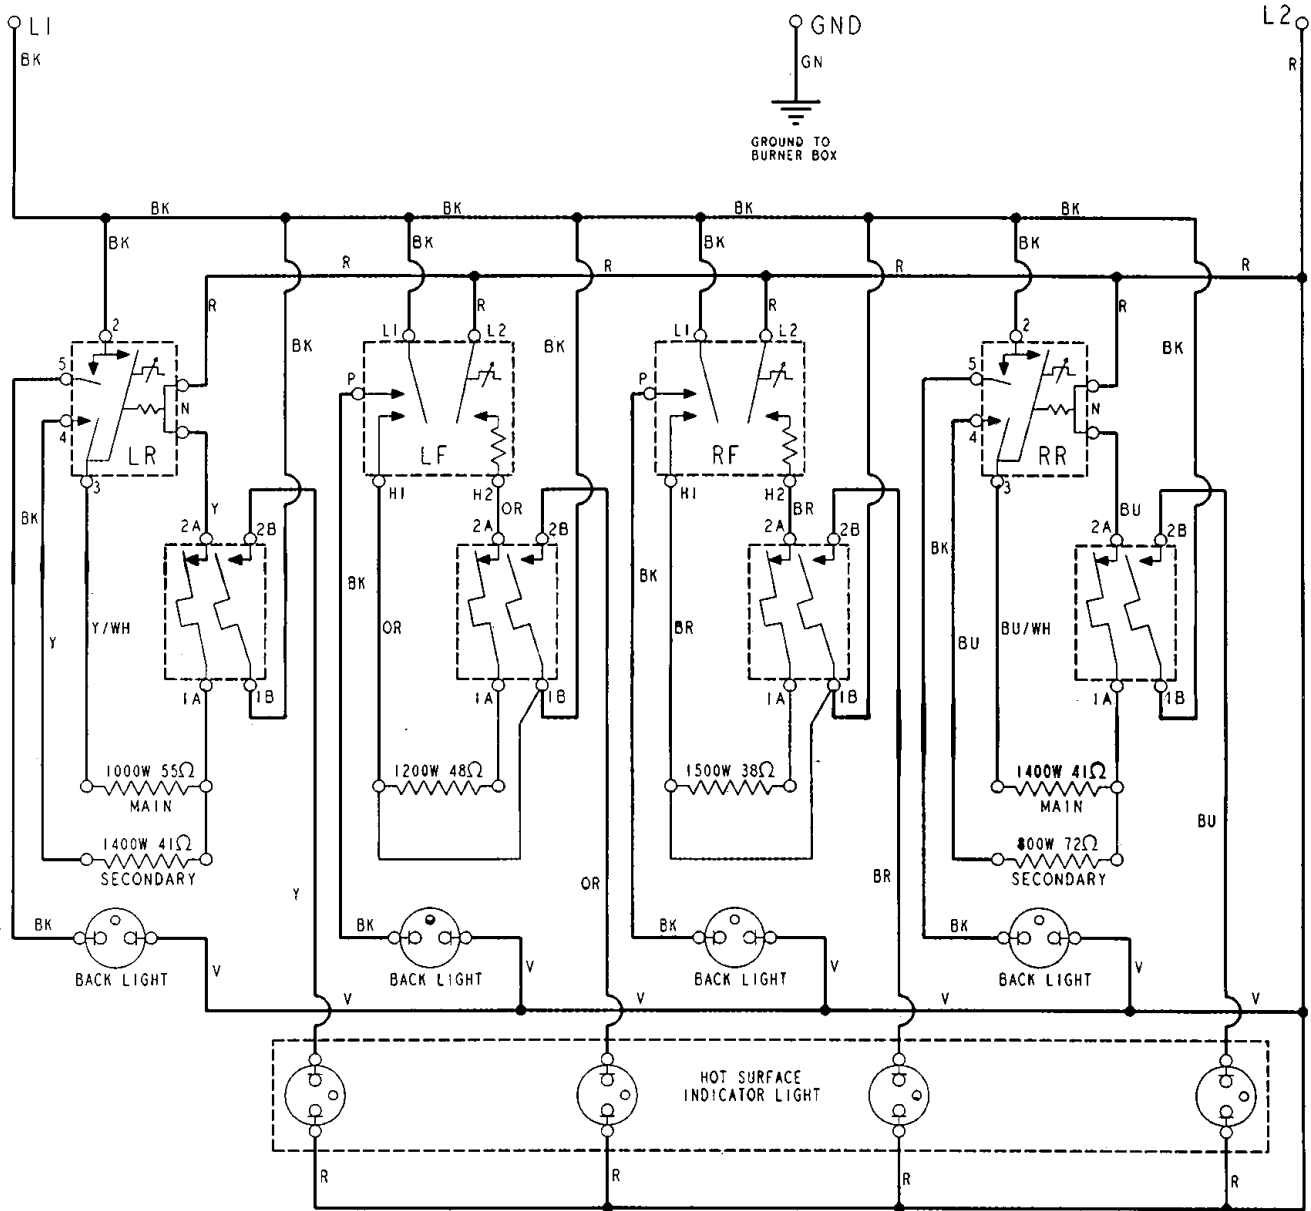 L1 GND L2
BK GN R
GROUND TO
BURNER BOX
BK BK BK BK
BK BK BK BK
R R R R
R R R R
2 L1 L2 L1 L2 2
BK BK BK
5 P P 5
N N
4 4
LR LF RF RR
3 H1 H2 H1 H2 3
Y OR BR BU
BK BK
2A 2B 2A 2B 2A 2B 2A 2B
BK BK
Y Y/WH OR BR BU BU/WH
1A 1B 1A 1B 1A 1B 1A 1B
1000W 55Ω 1200W 48Ω 1500W 38Ω 1400W 41Ω
MAIN MAIN
BU
1400W 41Ω 800W 72Ω
SECONDARY SECONDARY
Y OR BR
BK BK BK BK
BACK LIGHT BACK LIGHT BACK LIGHT BACK LIGHT
V V V V
V V V V
HOT SURFACE
INDICATOR LIGHT
R R R R